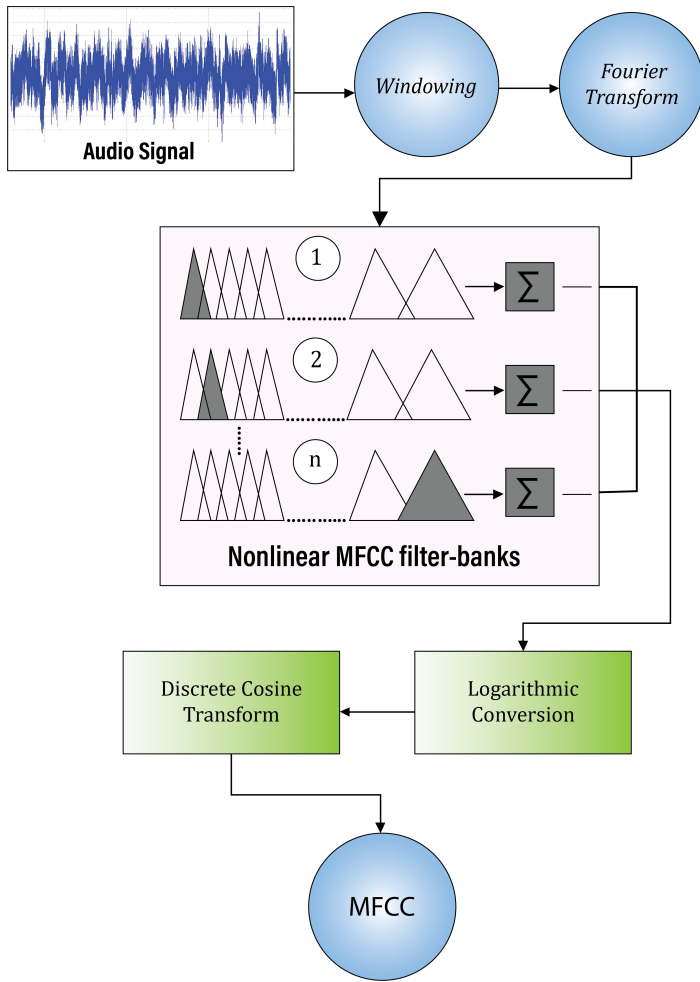 Audio Signal
Windowing
Fourier
Transform
1
∑
2
∑
n
∑
Nonlinear MFCC filter-banks
Discrete Cosine
Transform
Logarithmic
Conversion
MFCC